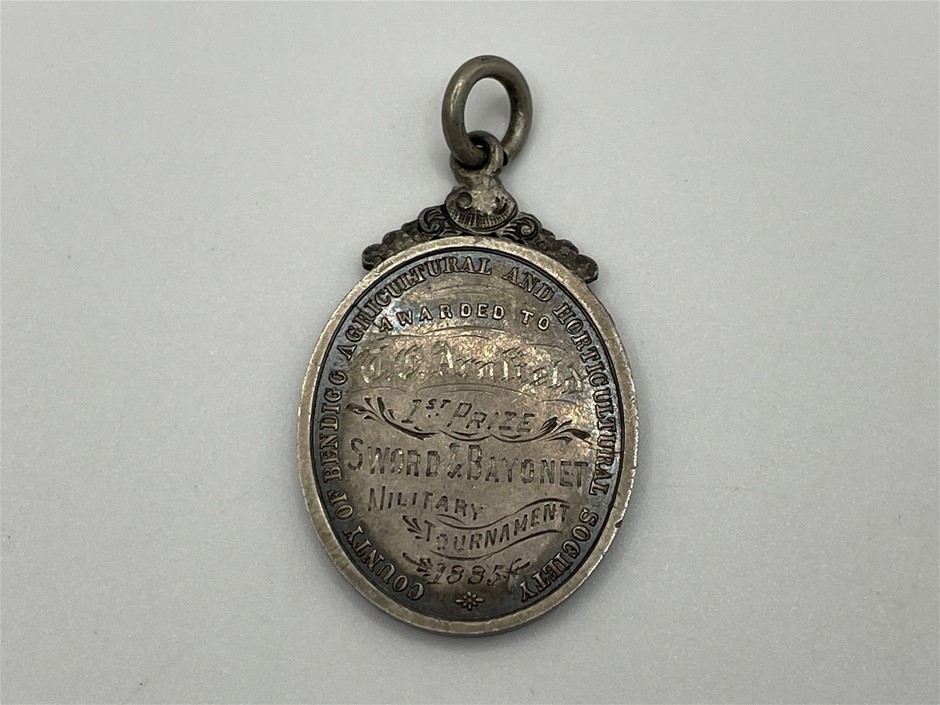 COUNTY OF BENDIGO AGRICULTURAL AND HORTICULTURAL SOCIETY
AWARDED TO
1ST PRIZE
SWORD & BAYONET
MILITARY
TOURNAMENT
1885